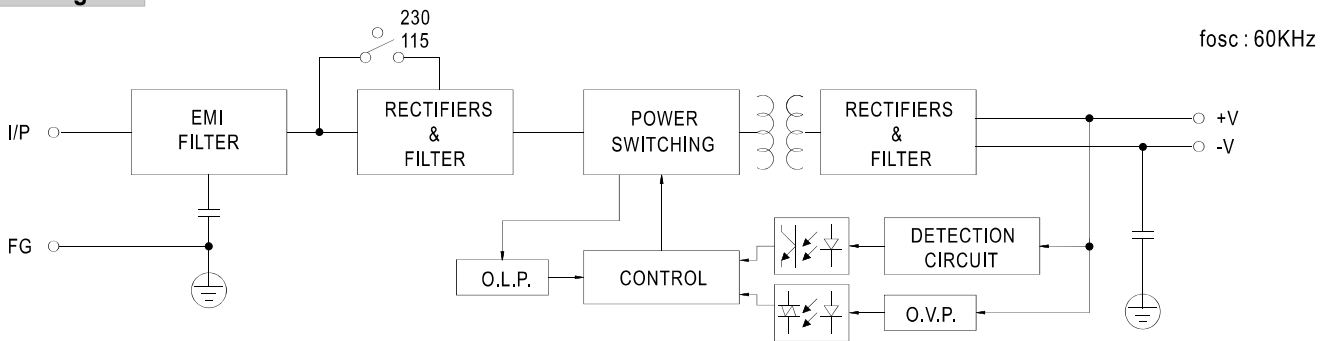 230
115
fosc : 60KHz
I/P
EMI
FILTER
RECTIFIERS
&
FILTER
POWER
SWITCHING
RECTIFIERS
&
FILTER
+V
-V
FG
O.L.P.
CONTROL
DETECTION
CIRCUIT
O.V.P.